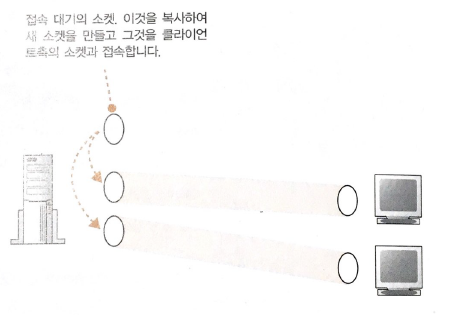 접속 대기의 소켓. 이것을 복사하여
새 소켓을 만들고 그것을 클라이언
트측의 소켓과 접속합니다.